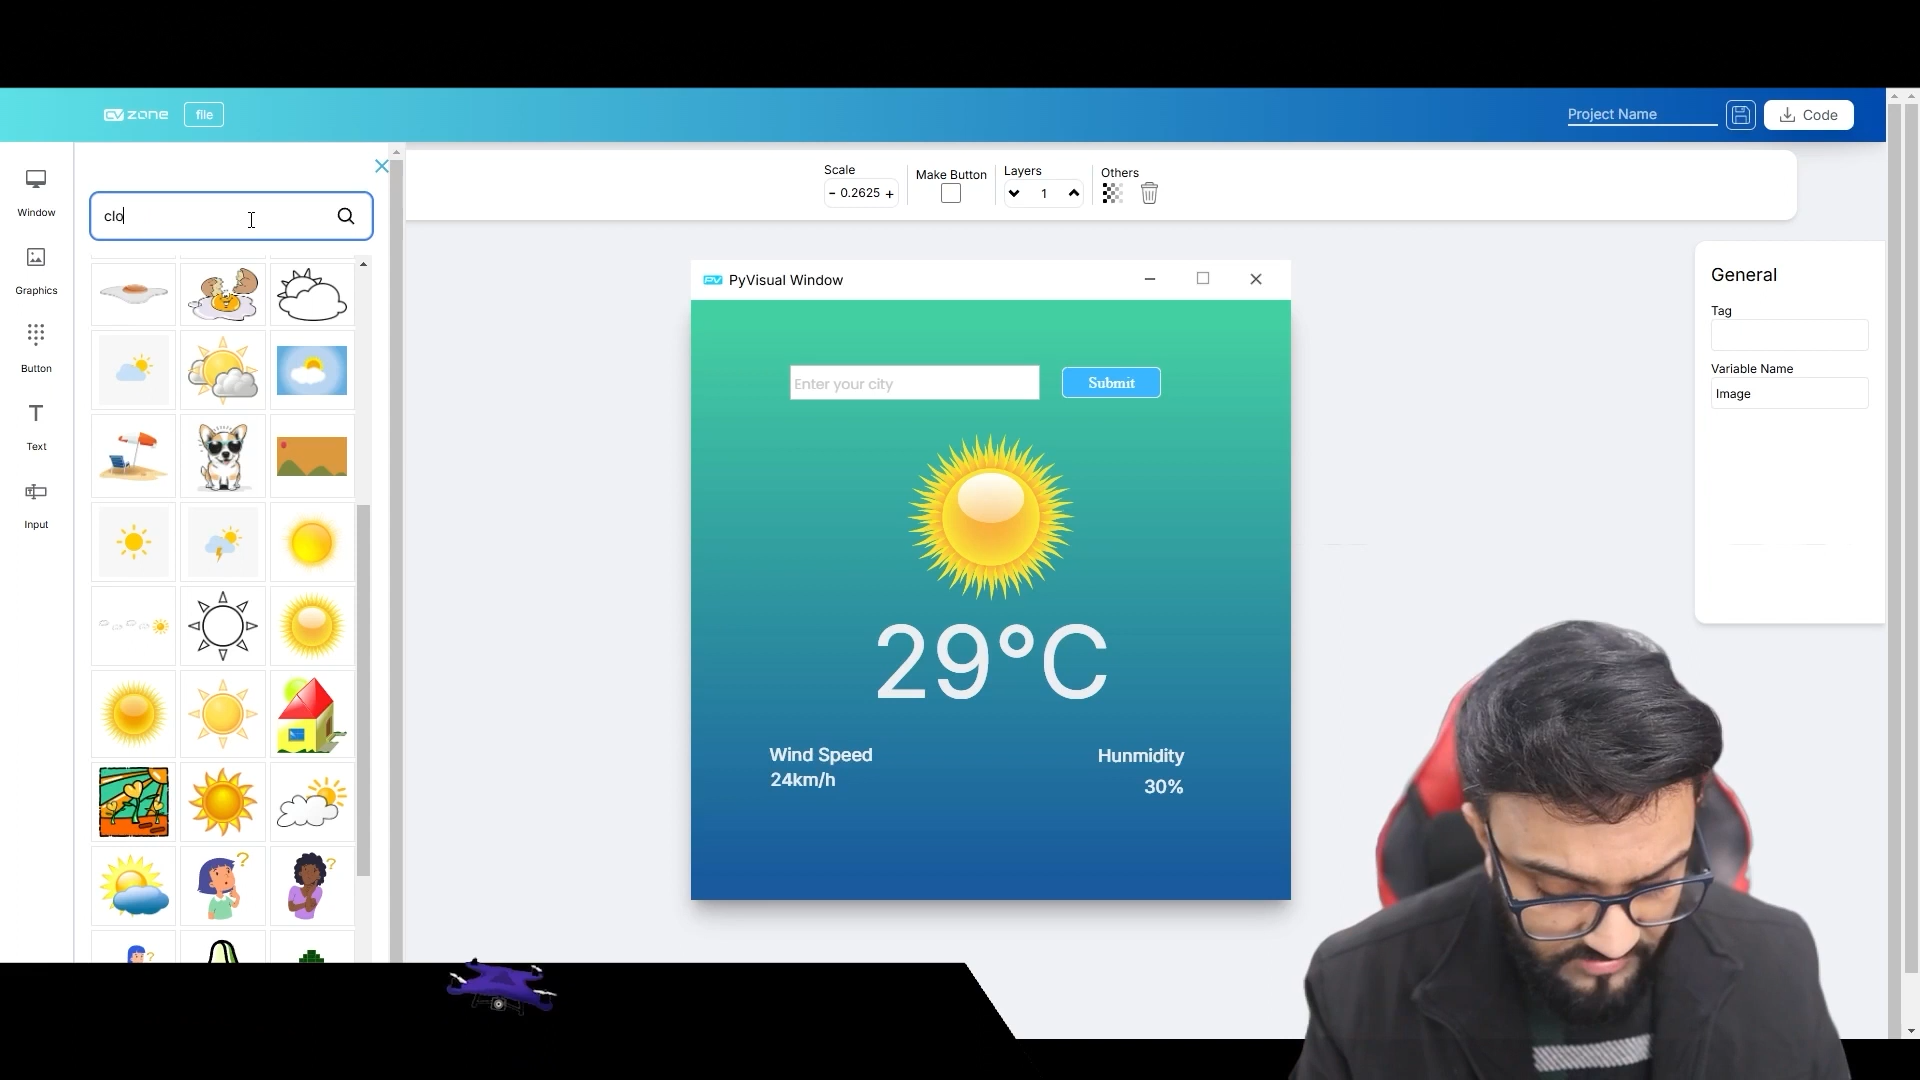 CV zone
file
Project Name
Code
Window
Graphics
Button
Text
Input
clo
Scale
- 0.2625 +
Make Button
Layers
1
Others
PyVisual Window
Enter your city
Submit
29°C
Wind Speed
24km/h
Hunmidity
30%
General
Tag
Variable Name
Image